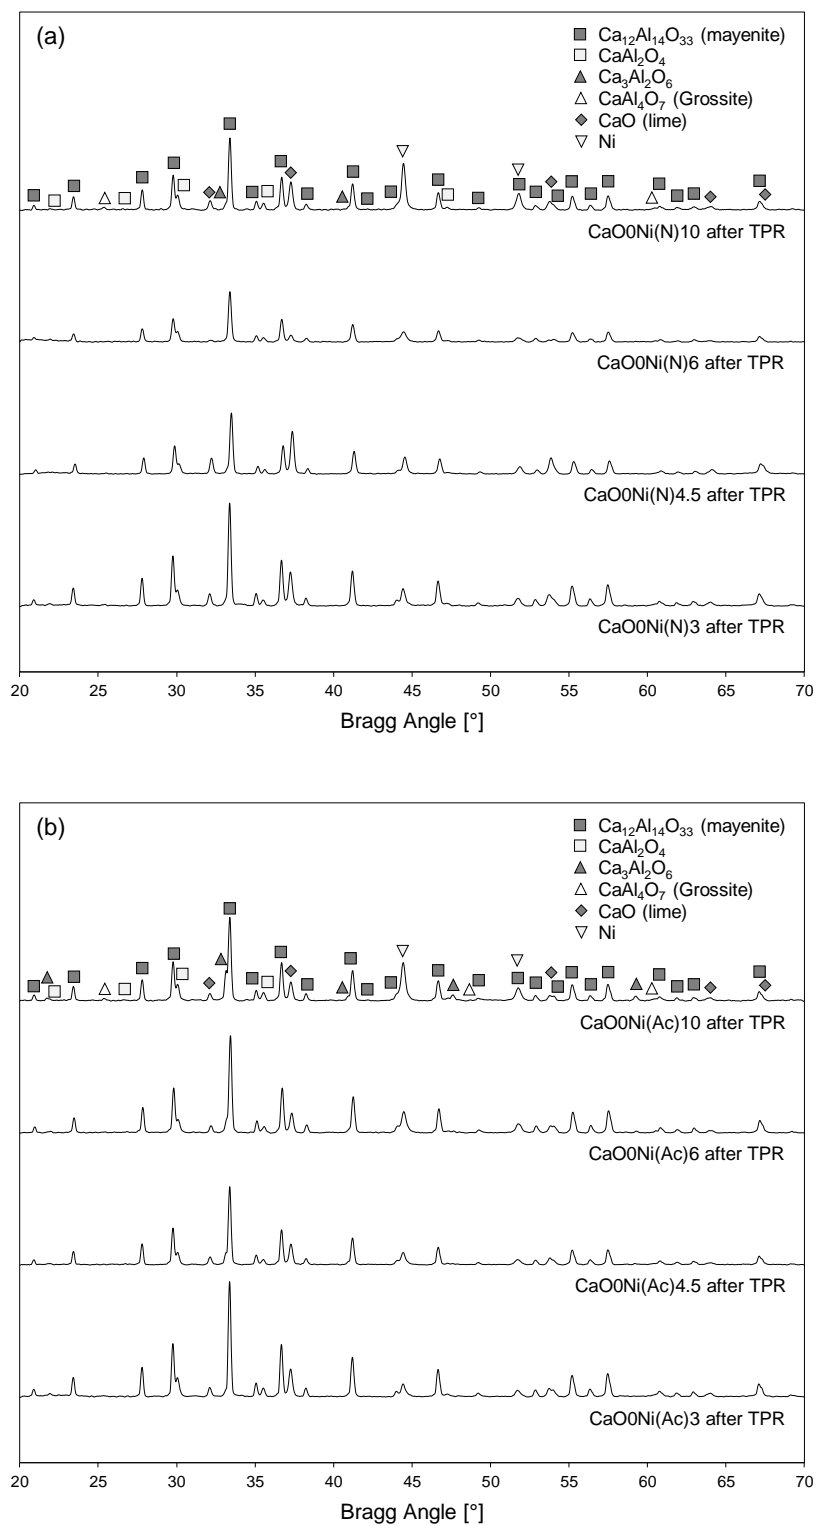 (a)
Ca₁₂Al₁₄O₃₃ (mayenite)
CaAl₂O₄
Ca₃Al₂O₆
CaAl₄O₇ (Grossite)
CaO (lime)
Ni
CaO0Ni(N)10 after TPR
CaO0Ni(N)6 after TPR
CaO0Ni(N)4.5 after TPR
CaO0Ni(N)3 after TPR
20 25 30 35 40 45 50 55 60 65 70
Bragg Angle [°]
(b)
Ca₁₂Al₁₄O₃₃ (mayenite)
CaAl₂O₄
Ca₃Al₂O₆
CaAl₄O₇ (Grossite)
CaO (lime)
Ni
CaO0Ni(Ac)10 after TPR
CaO0Ni(Ac)6 after TPR
CaO0Ni(Ac)4.5 after TPR
CaO0Ni(Ac)3 after TPR
20 25 30 35 40 45 50 55 60 65 70
Bragg Angle [°]